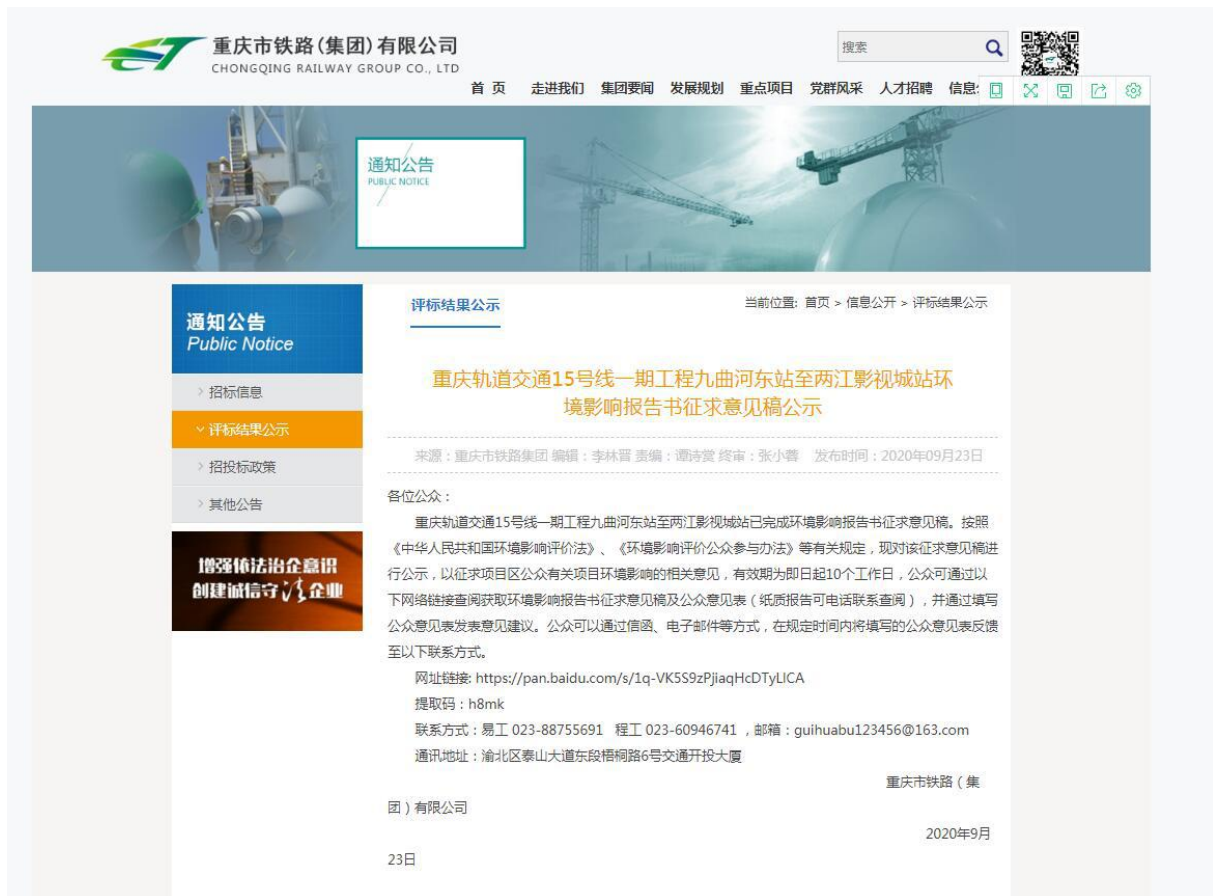 重庆市铁路(集团)有限公司
CHONGQING RAILWAY GROUP CO., LTD
搜索
首 页 走进我们 集团要闻 发展规划 重点项目 党群风采 人才招聘 信息
通知公告
PUBLIC NOTICE
通知公告
Public Notice
招标信息
评标结果公示
招投标政策
其他公告
增强依法治企意识
创建诚信守法企业
评标结果公示
当前位置: 首页 > 信息公开 > 评标结果公示
重庆轨道交通15号线一期工程九曲河东站至两江影视城站环
境影响报告书征求意见稿公示
来源：重庆市铁路集团 编辑：李林晋 责编：谭诗赏 终审：张小蓉 发布时间：2020年09月23日
各位公众：
重庆轨道交通15号线一期工程九曲河东站至两江影视城站已完成环境影响报告书征求意见稿。按照
《中华人民共和国环境影响评价法》、《环境影响评价公众参与办法》等有关规定，现对该征求意见稿进
行公示，以征求项目区公众有关项目环境影响的相关意见，有效期为即日起10个工作日，公众可通过以
下网络链接查阅获取环境影响报告书征求意见稿及公众意见表（纸质报告可电话联系查阅），并通过填写
公众意见表发表意见建议。公众可以通过信函、电子邮件等方式，在规定时间内将填写的公众意见表反馈
至以下联系方式。
网址链接: https://pan.baidu.com/s/1q-VK5S9zPjiaqHcDTyLlCA
提取码：h8mk
联系方式：易工 023-88755691 程工 023-60946741 ，邮箱：guihuabu123456@163.com
通讯地址：渝北区泰山大道东段梧桐路6号交通开投大厦
重庆市铁路（集
团）有限公司
2020年9月
23日